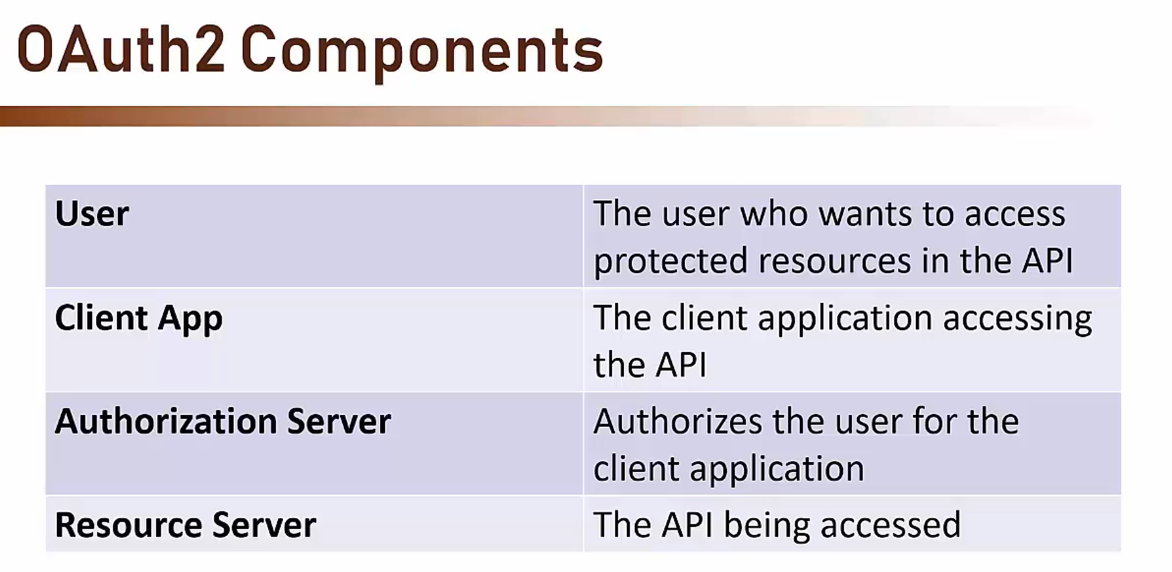 OAuth2 Components
User
The user who wants to access
protected resources in the API
Client App
The client application accessing
the API
Authorization Server
Authorizes the user for the
client application
Resource Server
The API being accessed